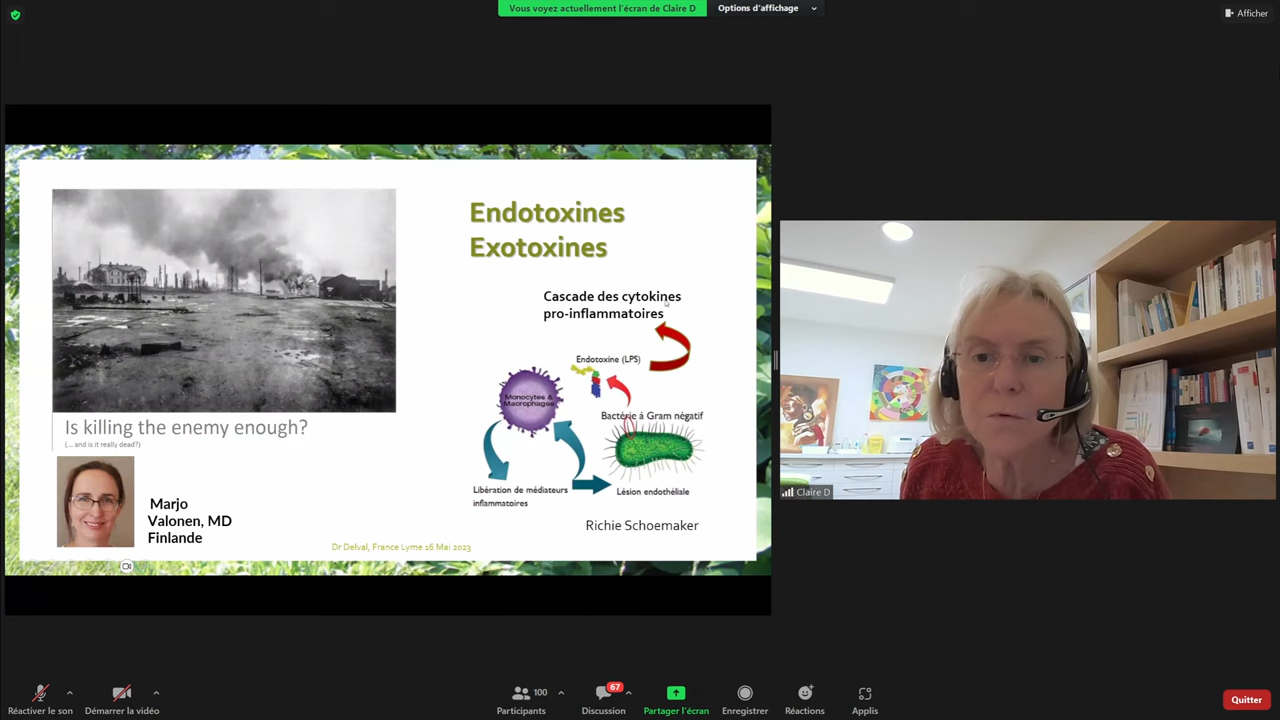 Vous voyez actuellement l'écran de Claire D
Options d'affichage
Afficher
Endotoxines
Exotoxines
Cascade des cytokines
pro-inflammatoires
Endotoxine (LPS)
Monocytes &
Macrophages
Bactérie à Gram négatif
Libération de médiateurs
inflammatoires
Lésion endothéliale
Richie Schoemaker
Is killing the enemy enough?
(... and is it really dead?)
Marjo
Valonen, MD
Finlande
Dr Delval, France Lyme 16 Mai 2023
Claire D
Réactiver le son
Démarrer la vidéo
100
Participants
67
Discussion
Partager l'écran
Enregistrer
Réactions
Applis
Quitter